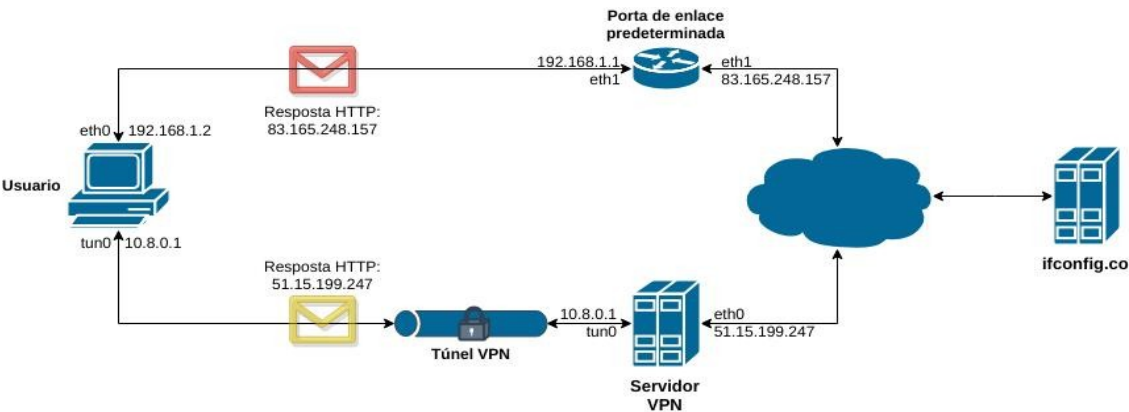 Porta de enlace
predeterminada
192.168.1.1
eth1
eth1
83.165.248.157
Resposta HTTP:
83.165.248.157
eth0
192.168.1.2
Usuario
tun0
10.8.0.1
Resposta HTTP:
51.15.199.247
Túnel VPN
10.8.0.1
tun0
eth0
51.15.199.247
Servidor
VPN
ifconfig.co